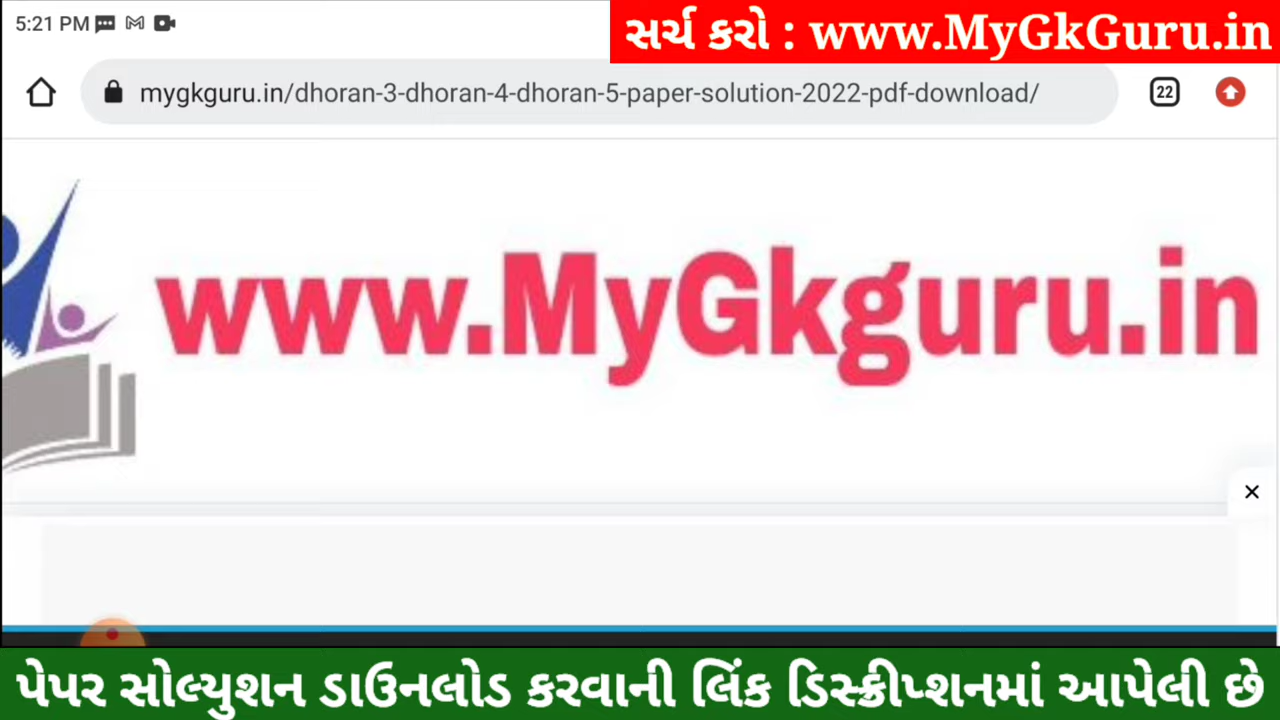 5:21 PM
સર્ચ કરો : www.MyGkGuru.in
mygkguru.in/dhoran-3-dhoran-4-dhoran-5-paper-solution-2022-pdf-download/
22
www.MyGkguru.in
પેપર સોલ્યુશન ડાઉનલોડ કરવાની લિંક ડિસ્ક્રીપ્શનમાં આપેલી છે